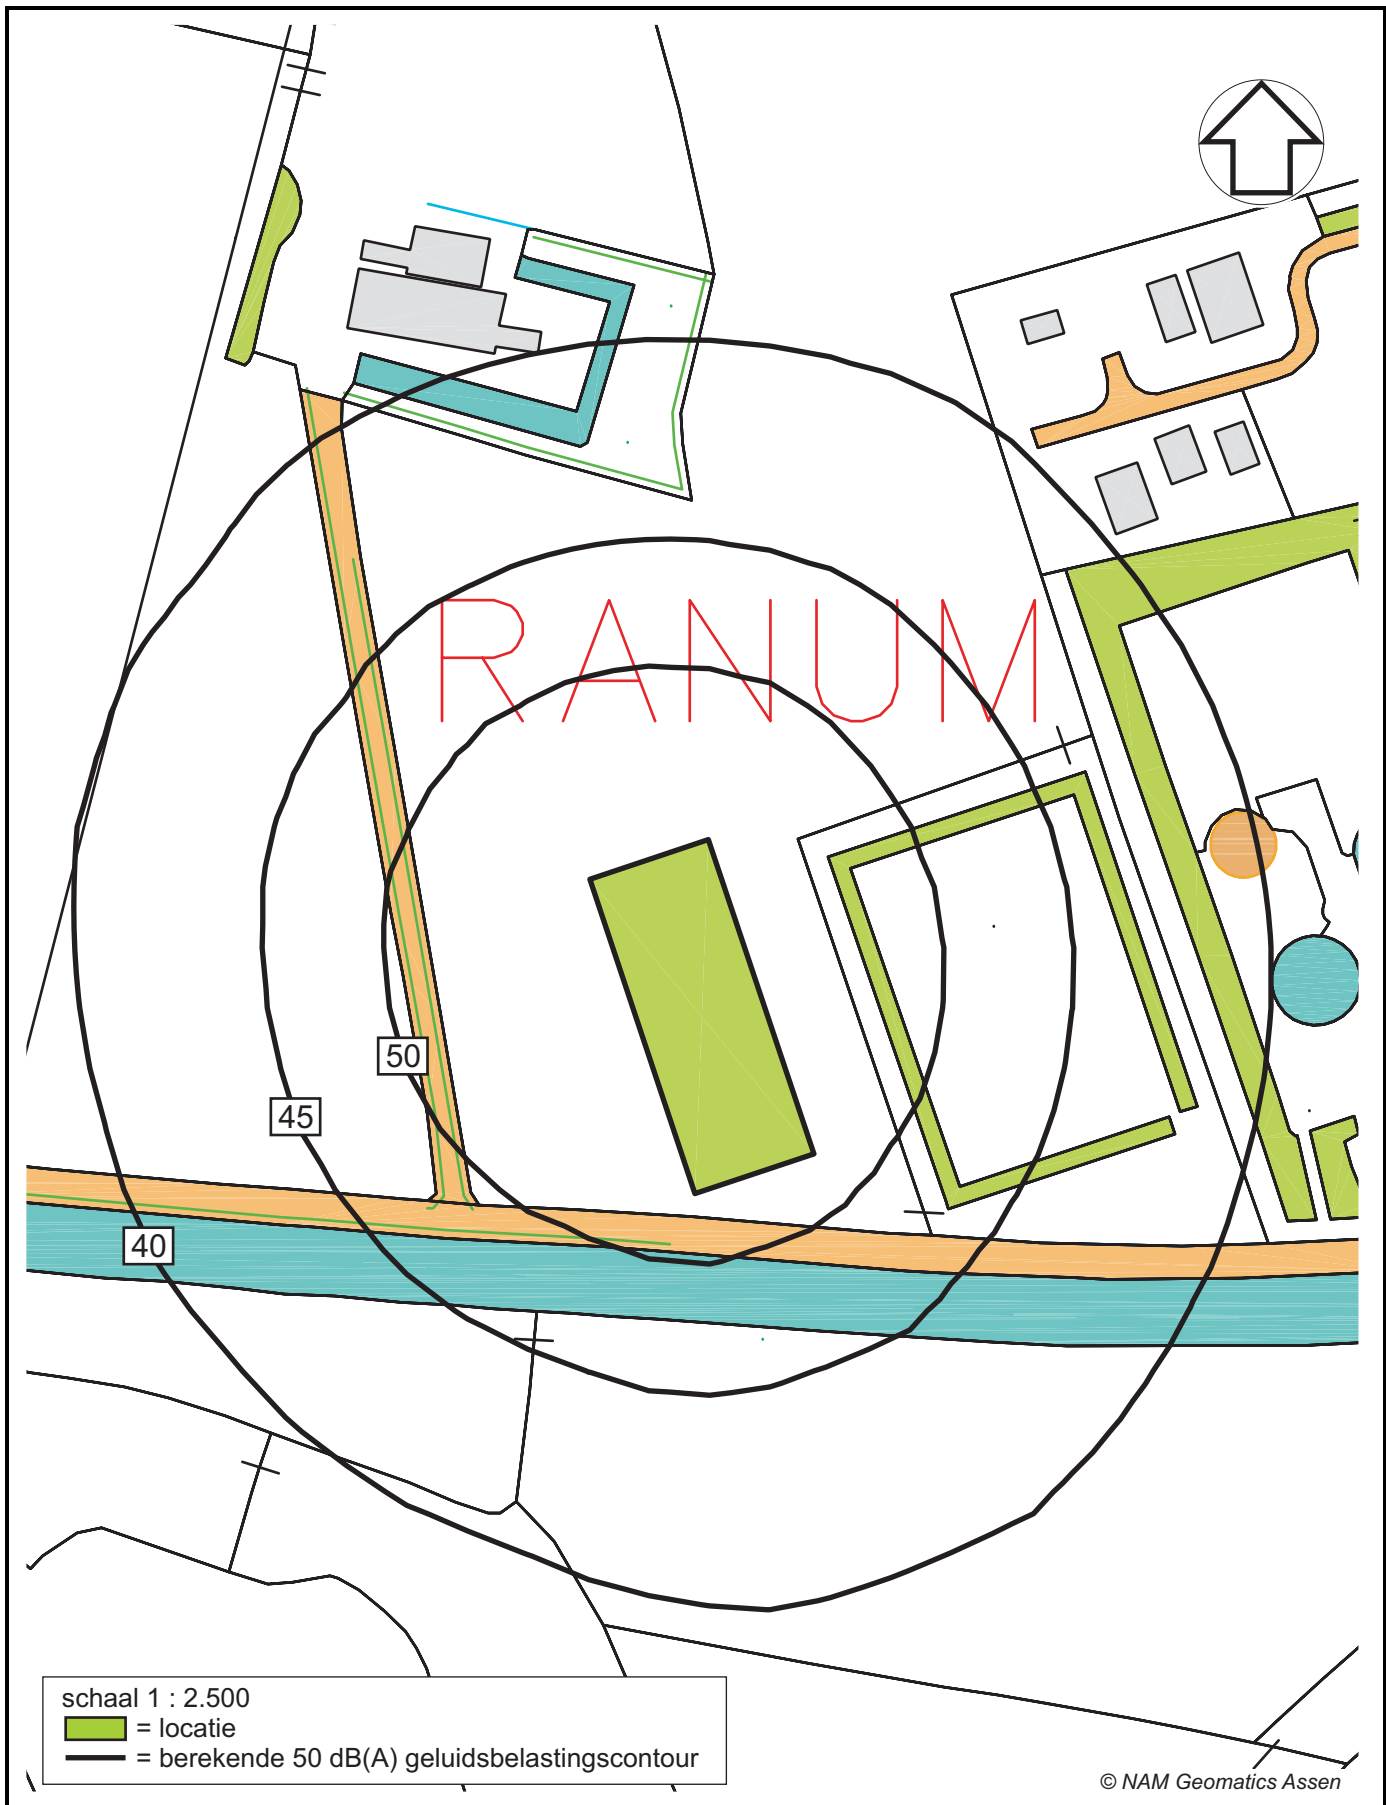 RANUM
50
45
40
schaal 1 : 2.500
= locatie
= berekende 50 dB(A) geluidsbelastingscontour
© NAM Geomatics Assen